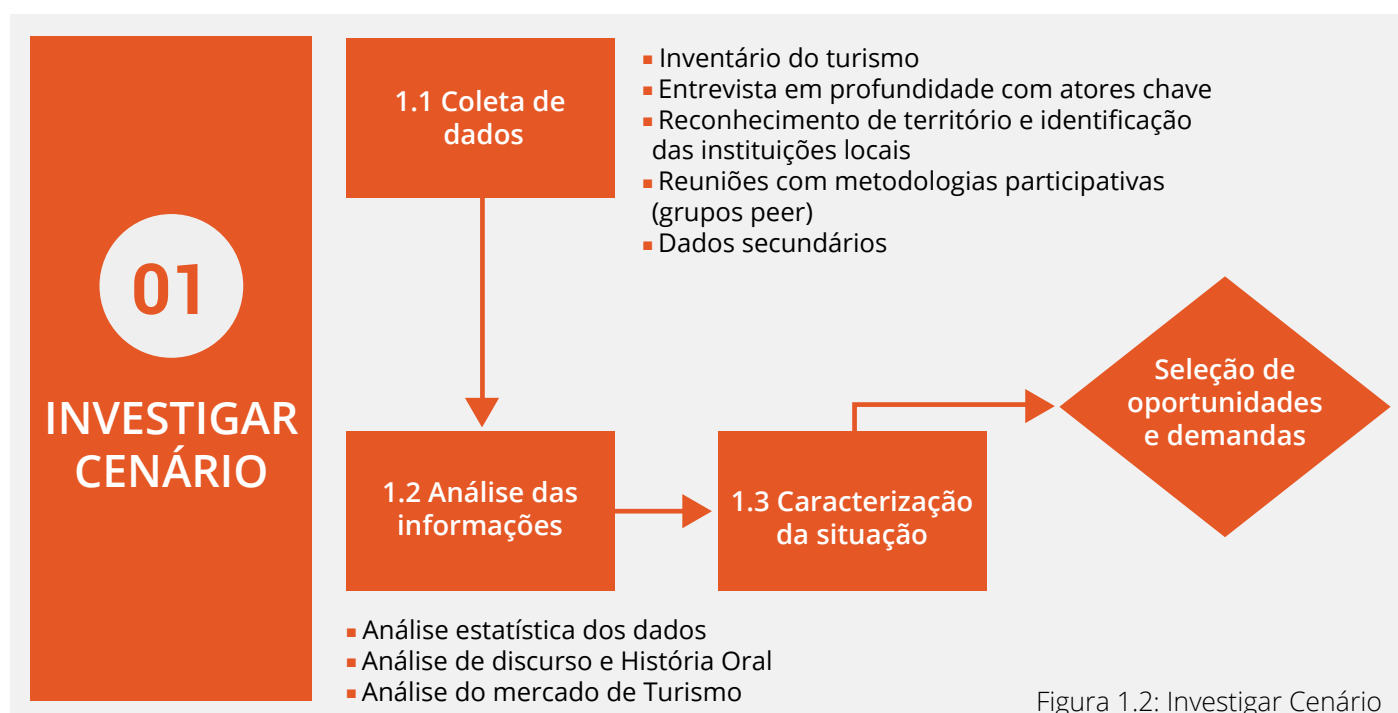 01
INVESTIGAR
CENÁRIO
1.1 Coleta de
dados
▪ Inventário do turismo
▪ Entrevista em profundidade com atores chave
▪ Reconhecimento de território e identificação
das instituições locais
▪ Reuniões com metodologias participativas
(grupos peer)
▪ Dados secundários
1.2 Análise das
informações
▪ Análise estatística dos dados
▪ Análise de discurso e História Oral
▪ Análise do mercado de Turismo
1.3 Caracterização
da situação
Seleção de
oportunidades
e demandas
Figura 1.2: Investigar Cenário